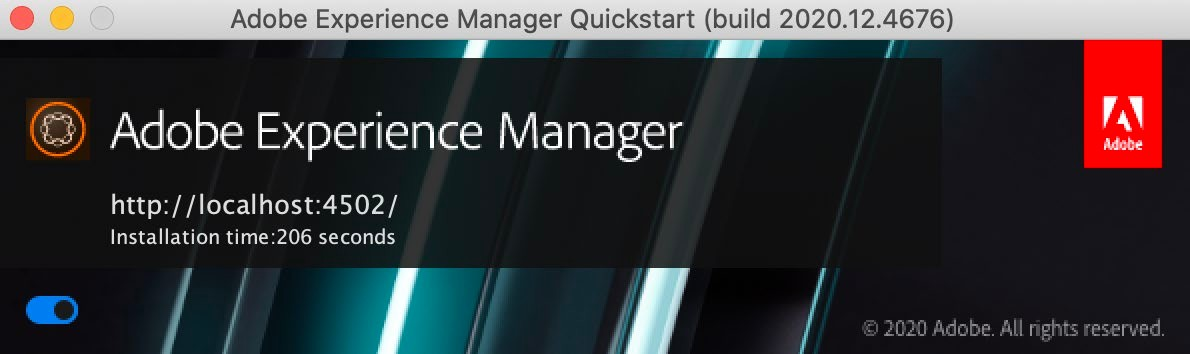 Adobe Experience Manager Quickstart (build 2020.12.4676)
Adobe Experience Manager
Adobe
http://localhost:4502/
Installation time:206 seconds
© 2020 Adobe. All rights reserved.